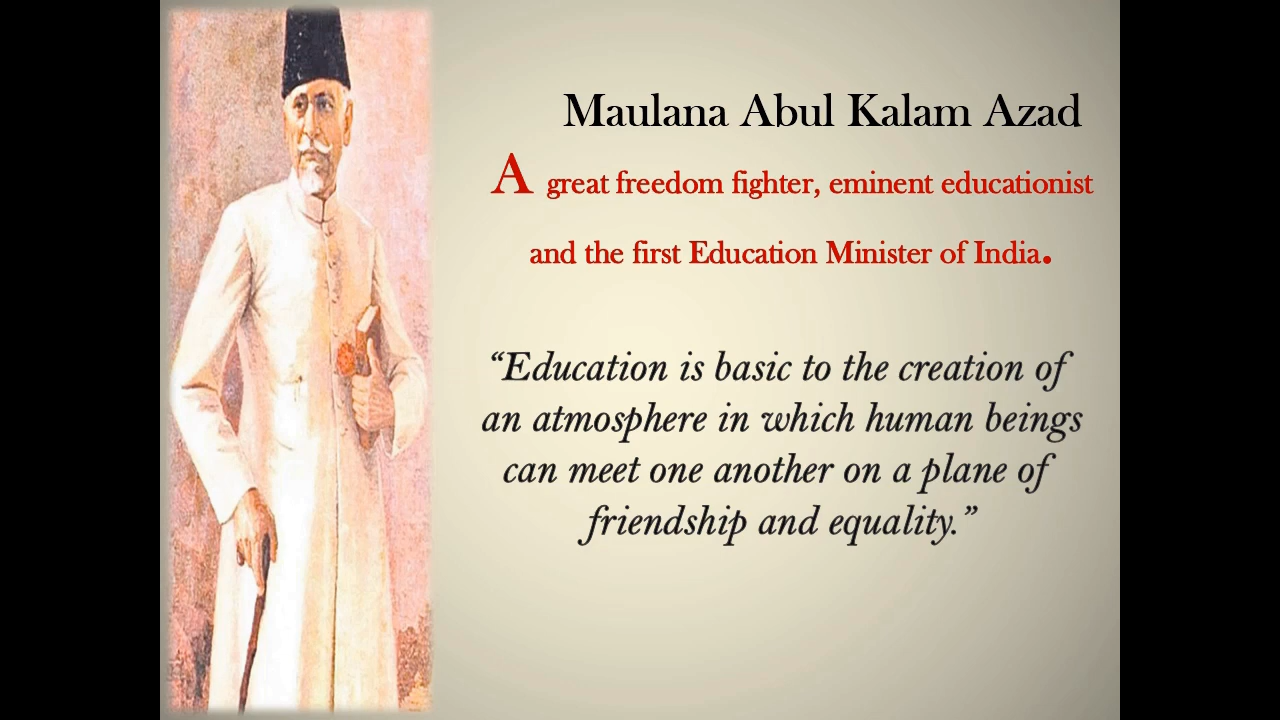 Maulana Abul Kalam Azad
A great freedom fighter, eminent educationist
and the first Education Minister of India.
“Education is basic to the creation of
an atmosphere in which human beings
can meet one another on a plane of
friendship and equality.”